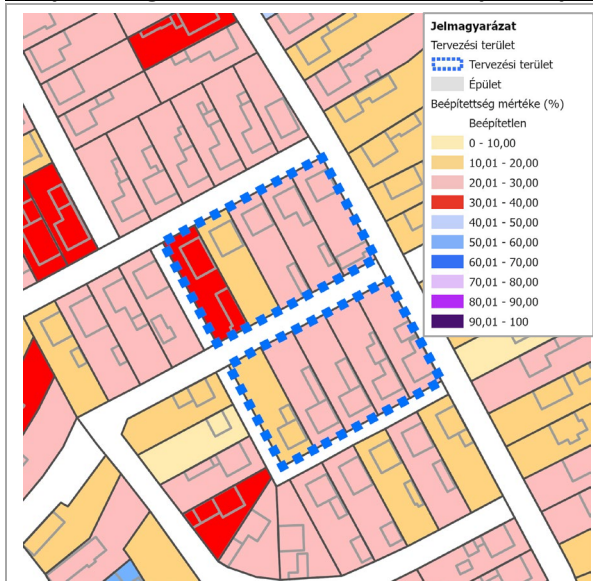 Jelmagyarázat
Tervezési terület
Tervezési terület
Épület
Beépítettség mértéke (%)
Beépítetlen
0 - 10,00
10,01 - 20,00
20,01 - 30,00
30,01 - 40,00
40,01 - 50,00
50,01 - 60,00
60,01 - 70,00
70,01 - 80,00
80,01 - 90,00
90,01 - 100